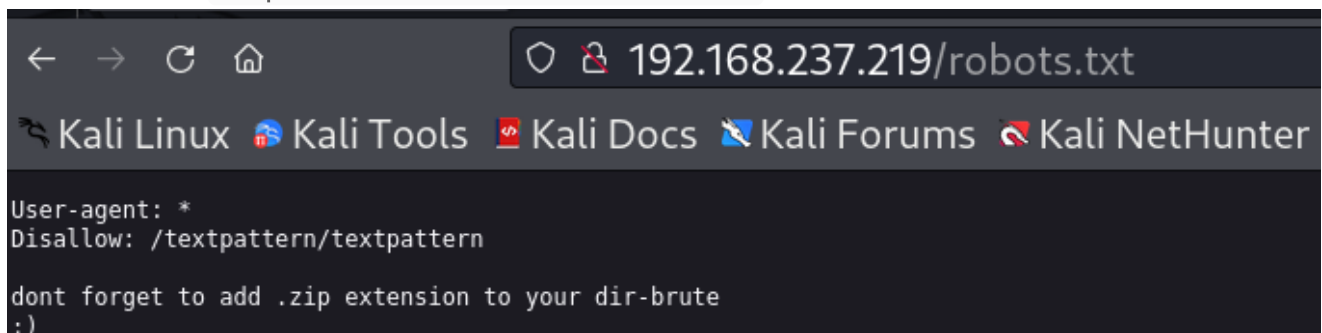 192.168.237.219/robots.txt
Kali Linux Kali Tools Kali Docs Kali Forums Kali NetHunter
User-agent: *
Disallow: /textpattern/textpattern
dont forget to add .zip extension to your dir-brute
;)